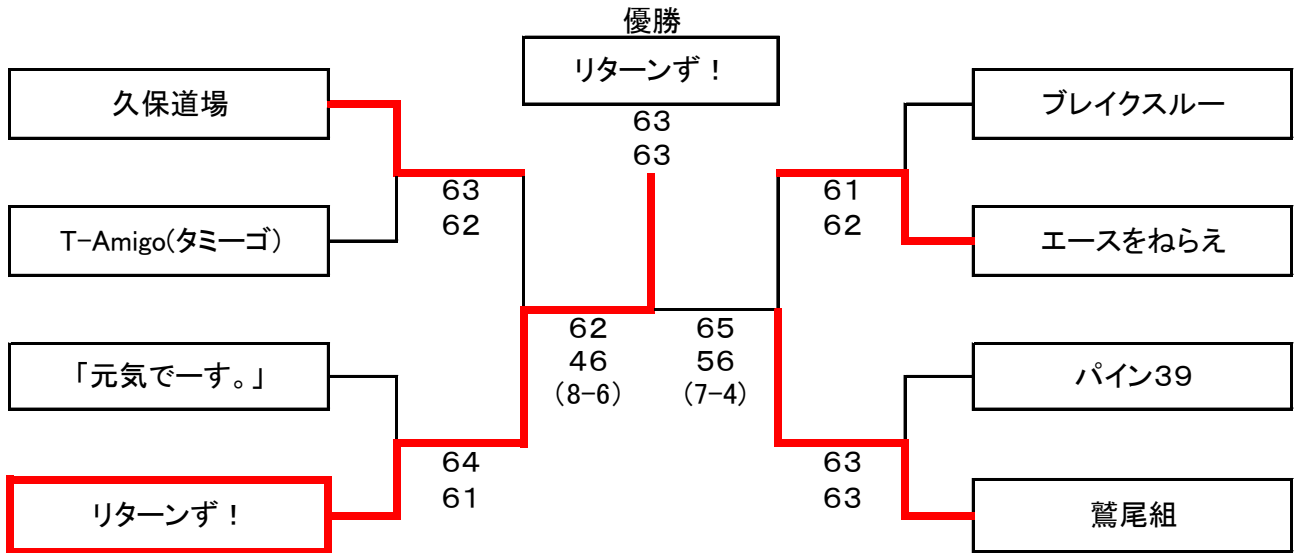 優勝
リターンず！
63
63
久保道場
63
62
T-Amigo(タミーゴ)
「元気でーす。」
64
61
リターンず！
62
46
(8-6)
65
56
(7-4)
ブレイクスルー
61
62
エースをねらえ
パイン３９
63
63
鷲尾組